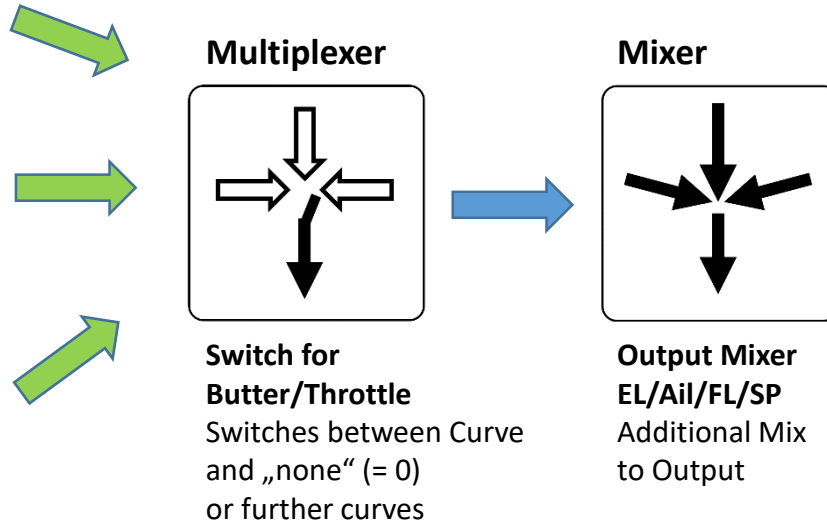 Multiplexer
Switch for
Butter/Throttle
Switches between Curve
and „none“ (= 0)
or further curves
Mixer
Output Mixer
EL/Ail/FL/SP
Additional Mix
to Output